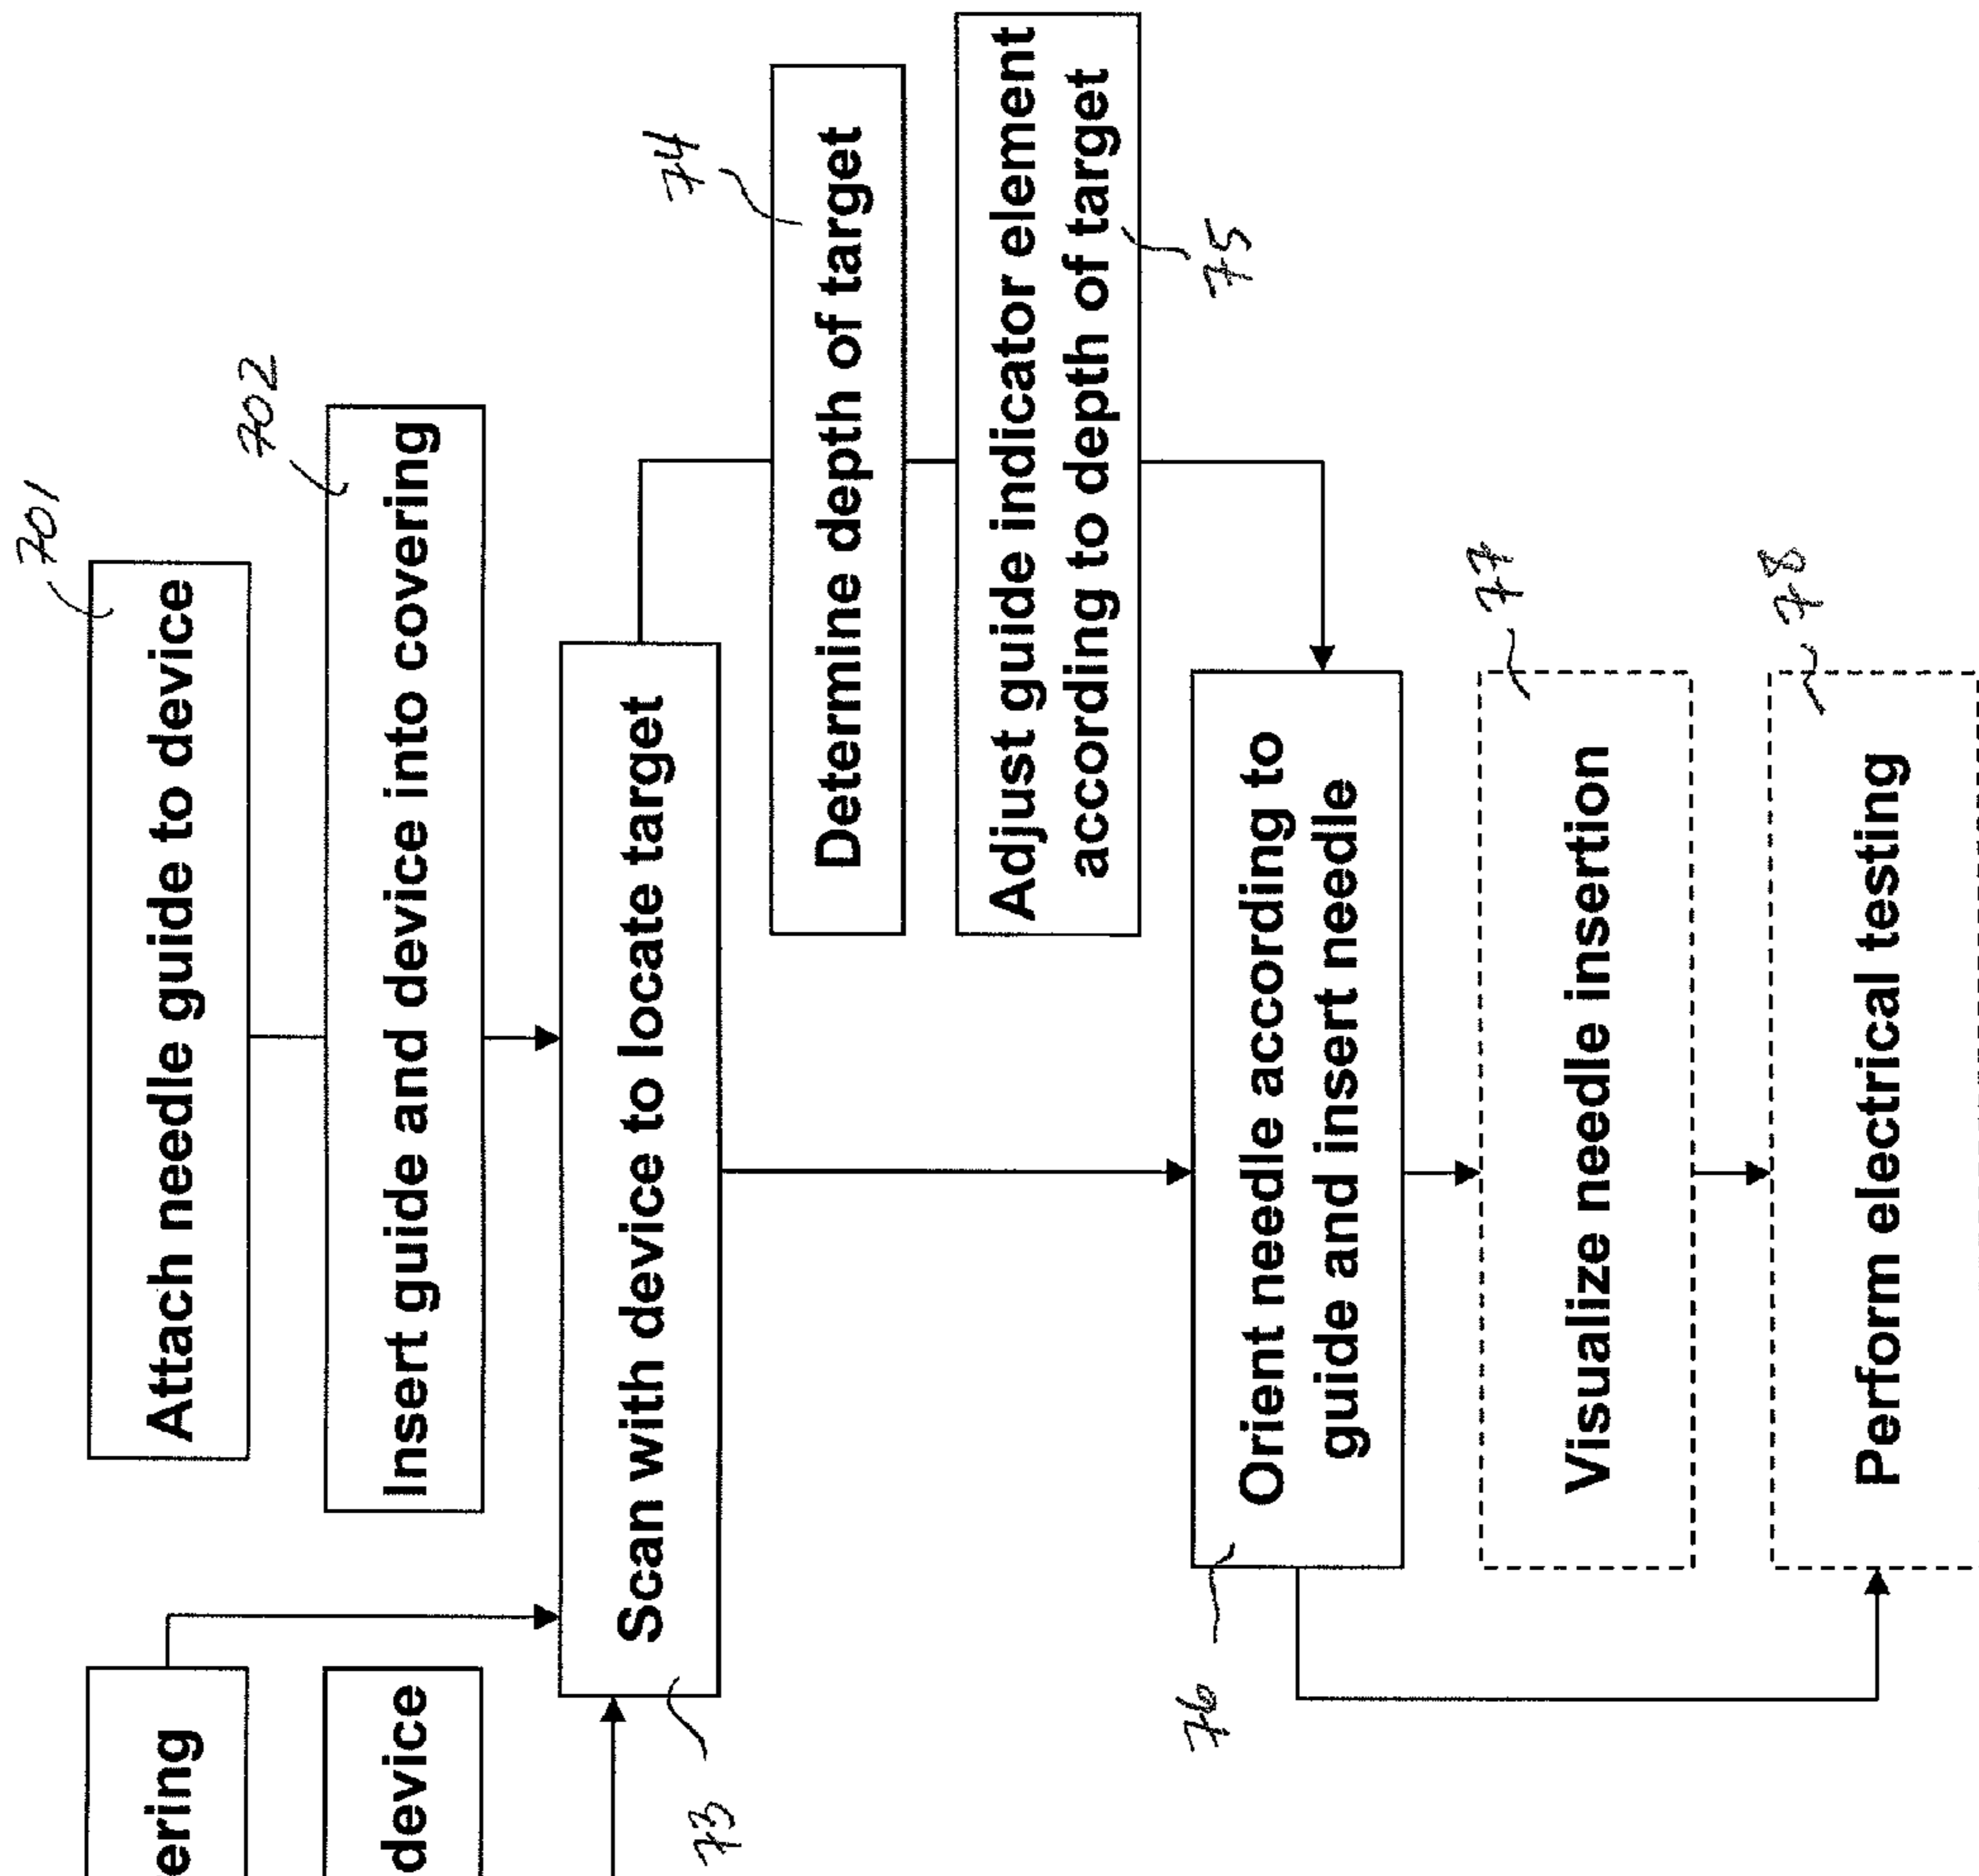 701
Attach needle guide to device
702
Insert guide and device into covering
ering
device
73
Scan with device to locate target
74
Determine depth of target
Adjust guide indicator element
according to depth of target
75
76
Orient needle according to
guide and insert needle
77
Visualize needle insertion
78
Perform electrical testing